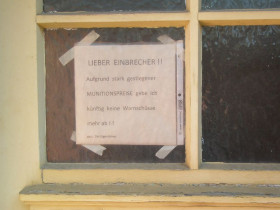 LIEBER EINBRECHER !!
Aufgrund stark gestiegener
MUNITIONSPREISE gebe ich
künftig keine Warnschüsse
mehr ab ! !